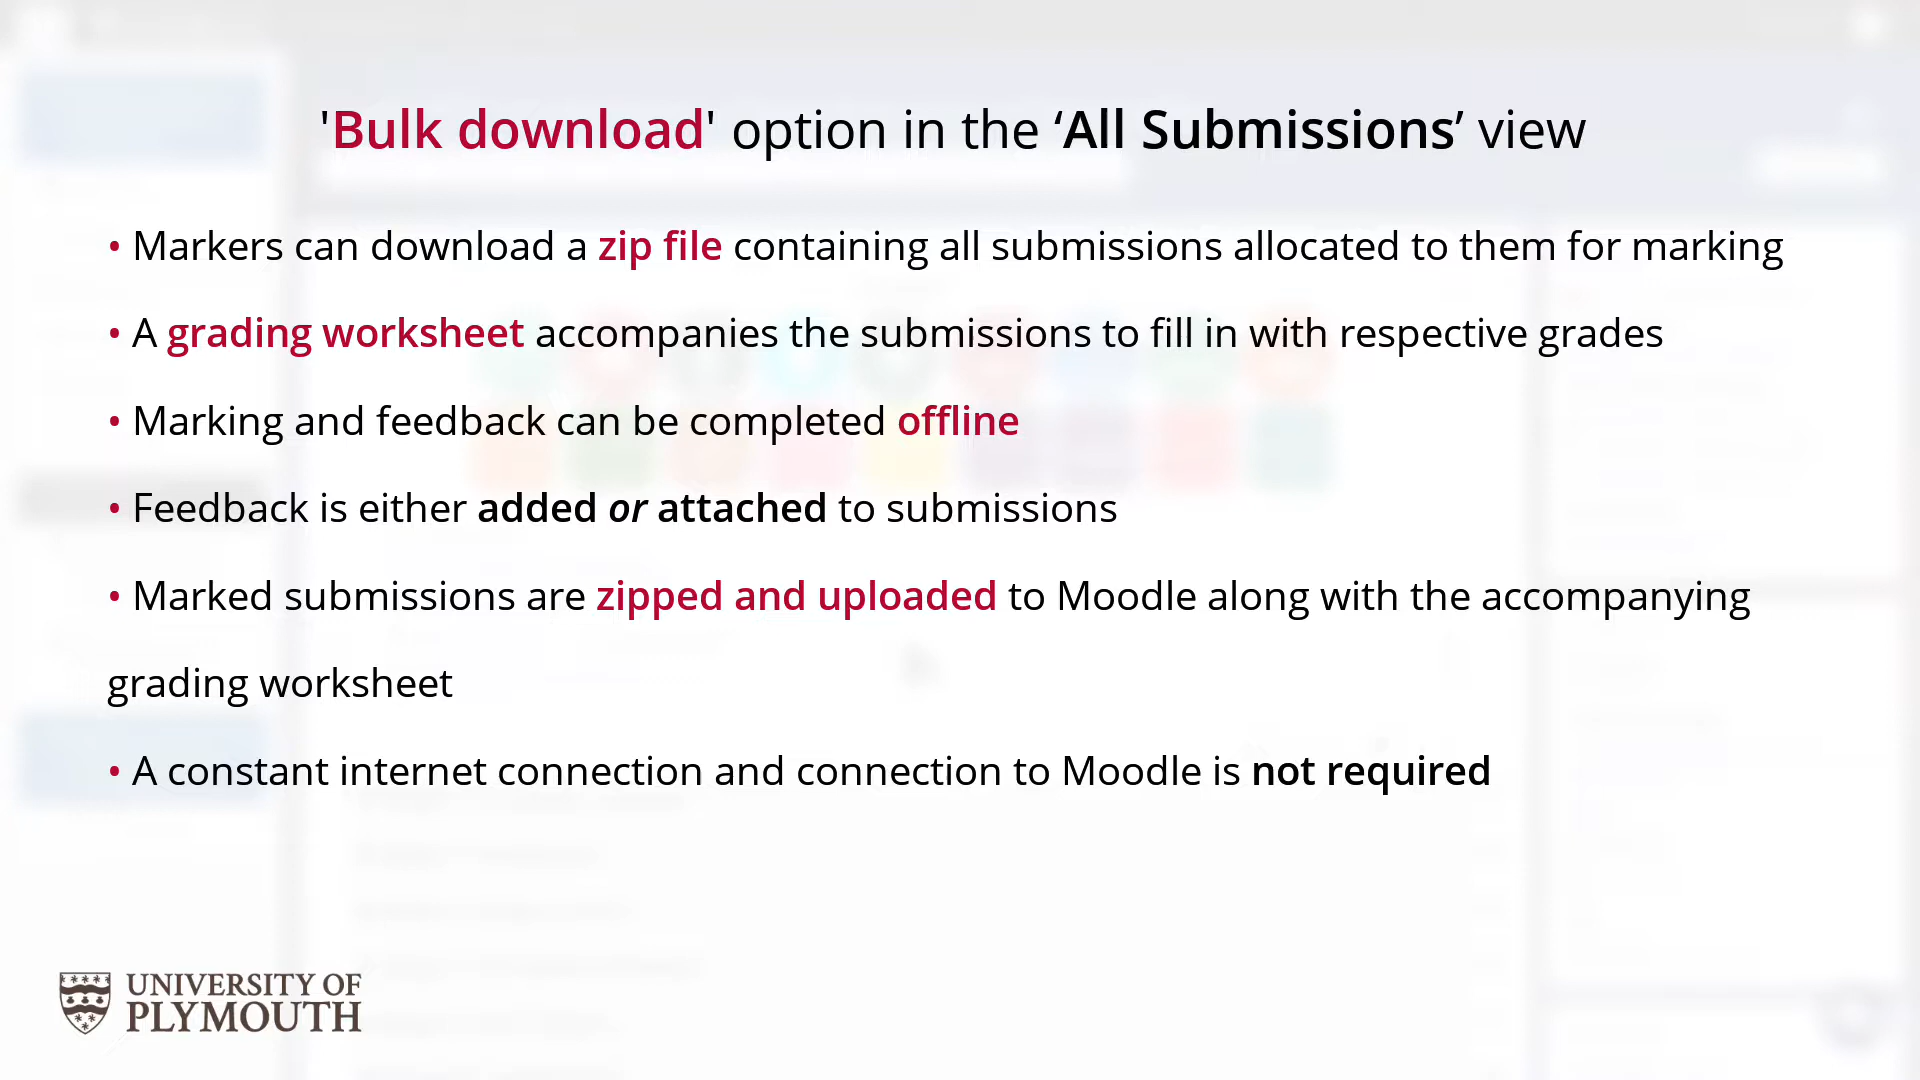 'Bulk download' option in the ‘All Submissions’ view
• Markers can download a zip file containing all submissions allocated to them for marking
• A grading worksheet accompanies the submissions to fill in with respective grades
• Marking and feedback can be completed offline
• Feedback is either added or attached to submissions
• Marked submissions are zipped and uploaded to Moodle along with the accompanying
grading worksheet
• A constant internet connection and connection to Moodle is not required
UNIVERSITY OF
PLYMOUTH